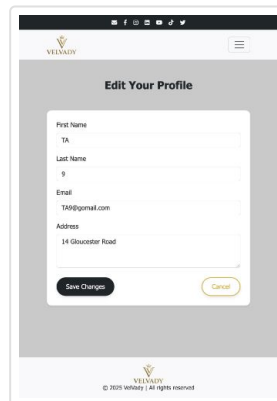 VELVADY
Edit Your Profile
First Name
TA
Last Name
9
Email
TA9@gomail.com
Address
14 Gloucester Road
Save Changes
Cancel
VELVADY
© 2025 VelVady | All rights reserved